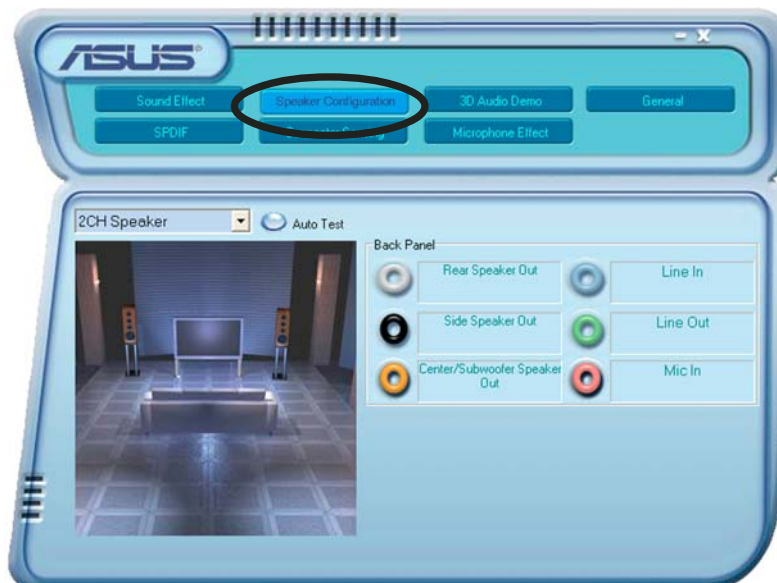 ASUS
Sound Effect
Speaker Configuration
3D Audio Demo
General
SPDIF
Microphone Effect
2CH Speaker
Auto Test
Back Panel
Rear Speaker Out
Line In
Side Speaker Out
Line Out
Center/Subwoofer Speaker
Out
Mic In